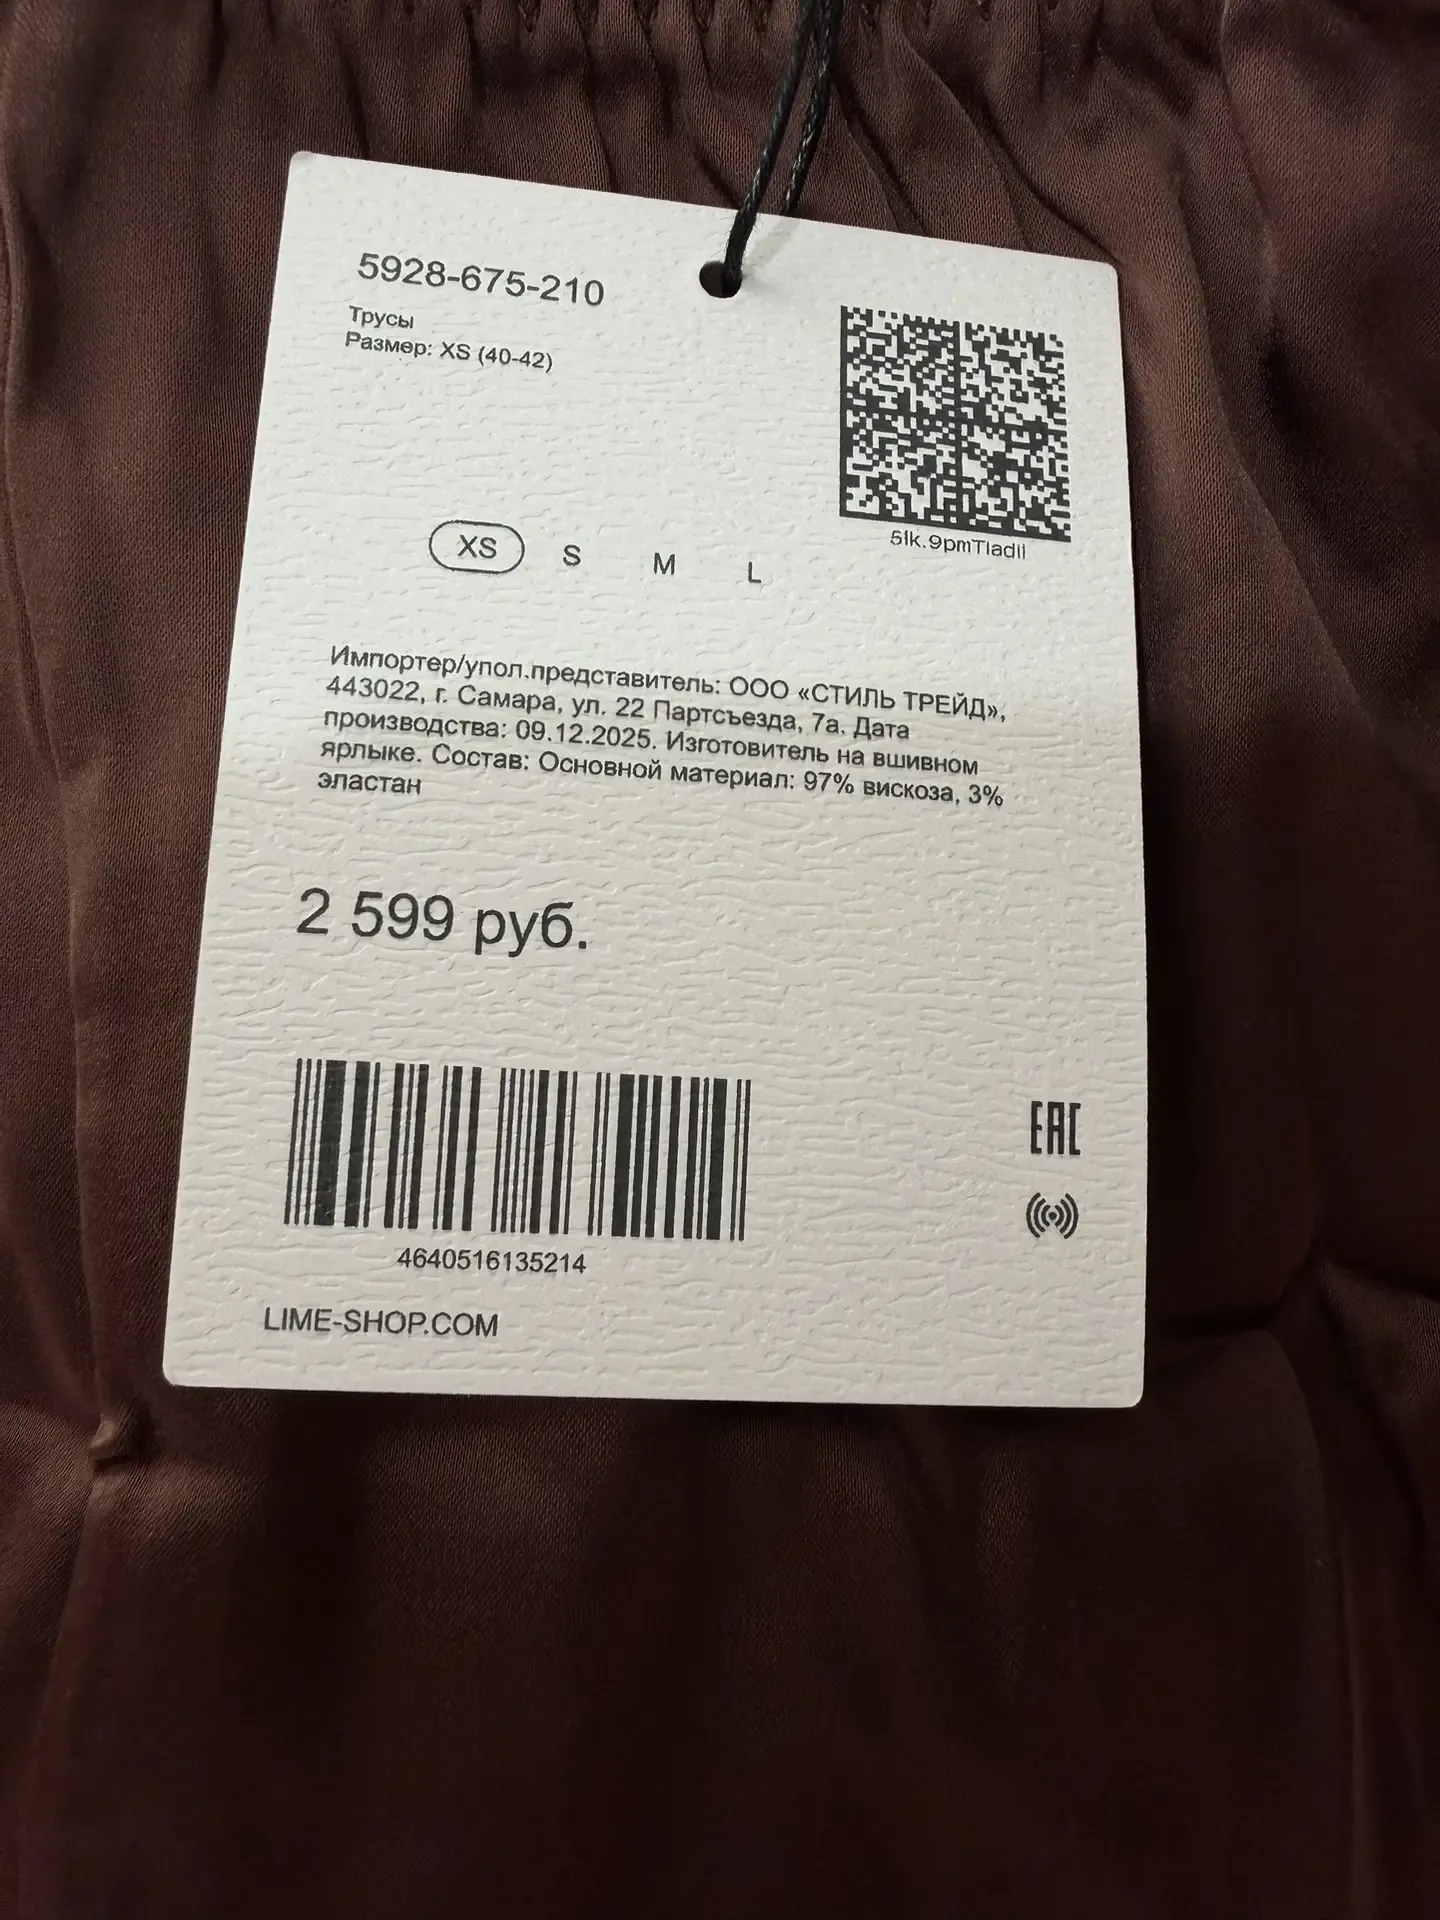 5928-675-210
Трусы
Размер: XS (40-42)
5Ik.9pmTIadII
XS S M L
Импортер/упол.представитель: ООО «СТИЛЬ ТРЕЙД»,
443022, г. Самара, ул. 22 Партсъезда, 7а. Дата
производства: 09.12.2025. Изготовитель на вшивном
ярлыке. Состав: Основной материал: 97% вискоза, 3%
эластан
2 599 руб.
4640516135214
EAC
LIME-SHOP.COM